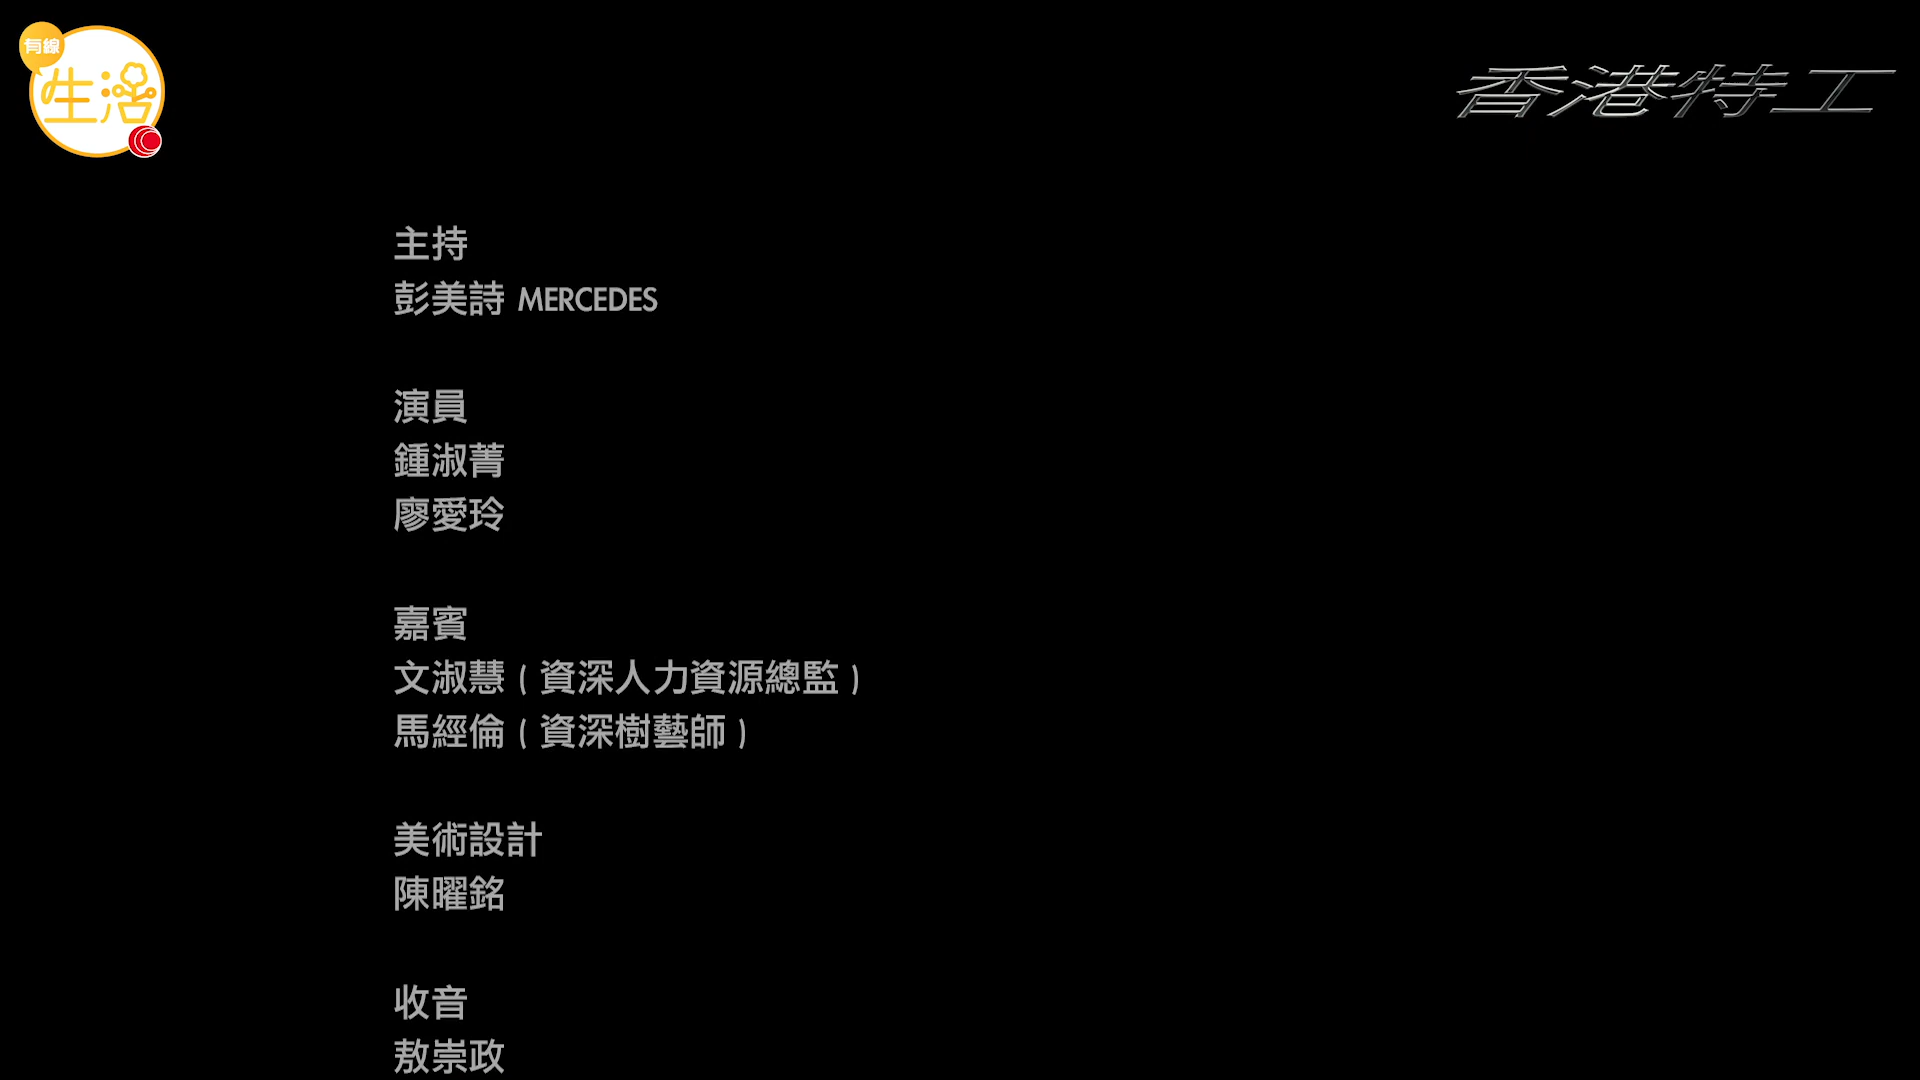 有線
生活
香港特工
主持
彭美詩 MERCEDES
演員
鍾淑菁
廖愛玲
嘉賓
文淑慧 ( 資深人力資源總監 )
馬經倫 ( 資深樹藝師 )
美術設計
陳曜銘
收音
敖崇政